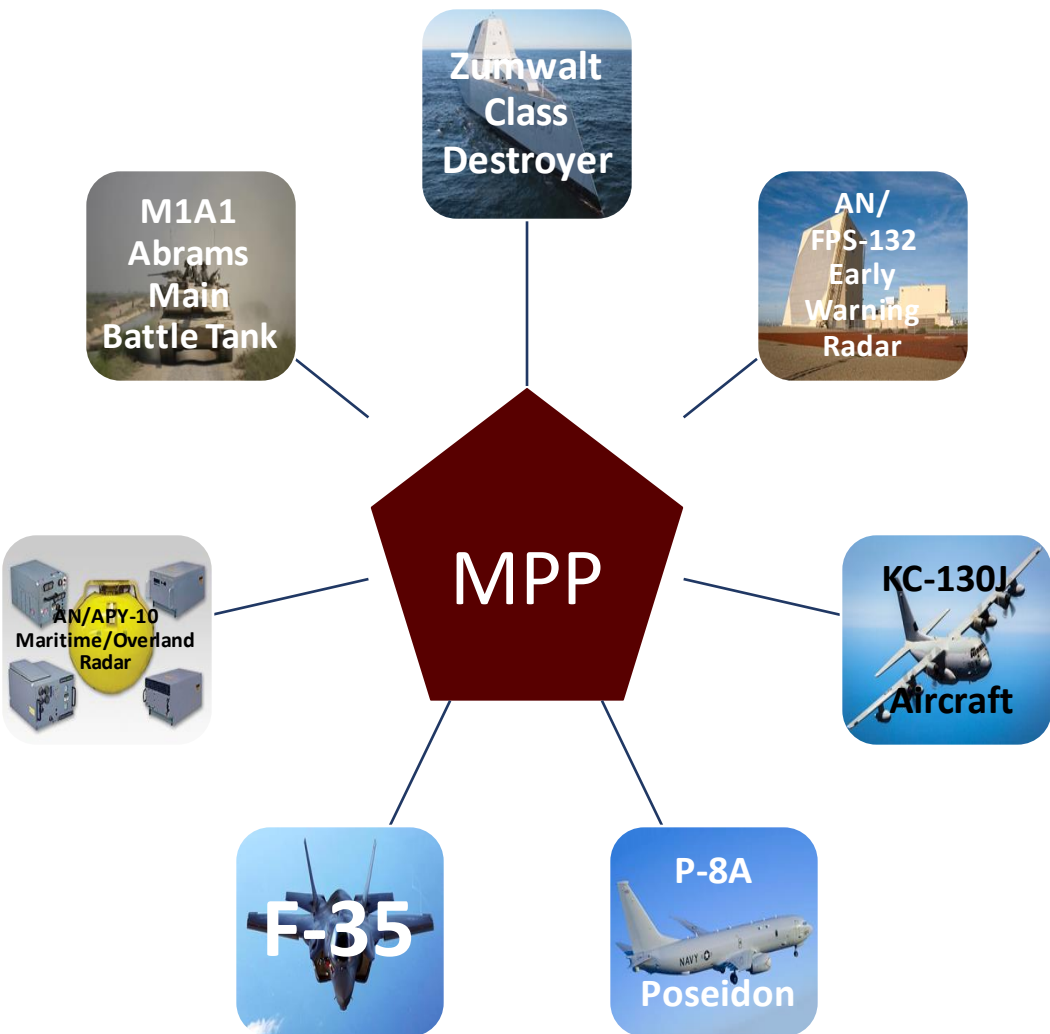 Zumwalt
Class
Destroyer
M1A1
Abrams
Main
Battle Tank
AN/
FPS-132
Early
Warning
Radar
MPP
AN/APY-10
Maritime/Overland
Radar
KC-130J
Aircraft
F-35
P-8A
NAVY
Poseidon